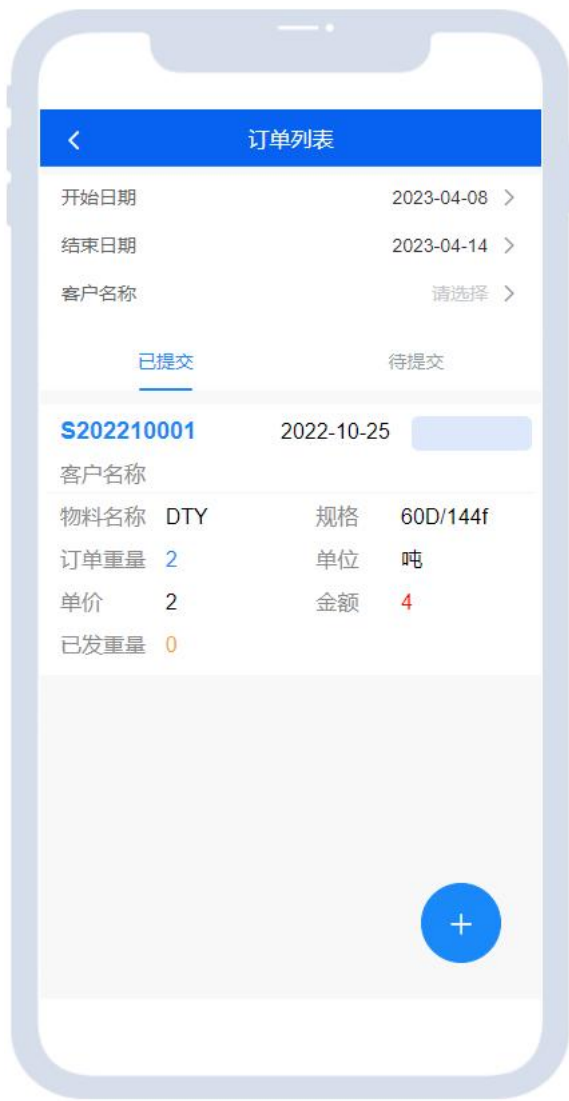 订单列表
开始日期 2023-04-08
结束日期 2023-04-14
客户名称 请选择
已提交 待提交
S202210001 2022-10-25
客户名称
物料名称 DTY 规格 60D/144f
订单重量 2 单位 吨
单价 2 金额 4
已发重量 0